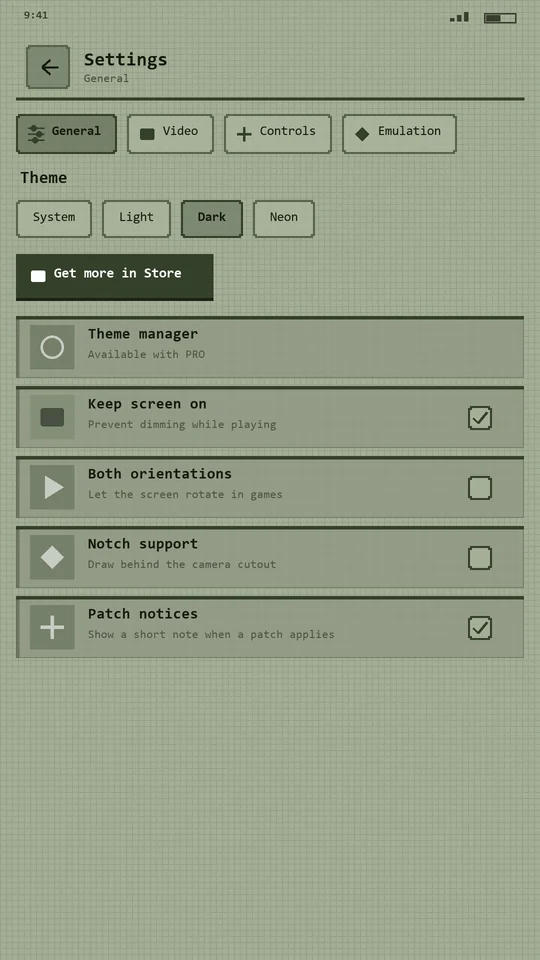 9:41
Settings
General
General
Video
Controls
Emulation
Theme
System
Light
Dark
Neon
Get more in Store
Theme manager
Available with PRO
Keep screen on
Prevent dimming while playing
Both orientations
Let the screen rotate in games
Notch support
Draw behind the camera cutout
Patch notices
Show a short note when a patch applies